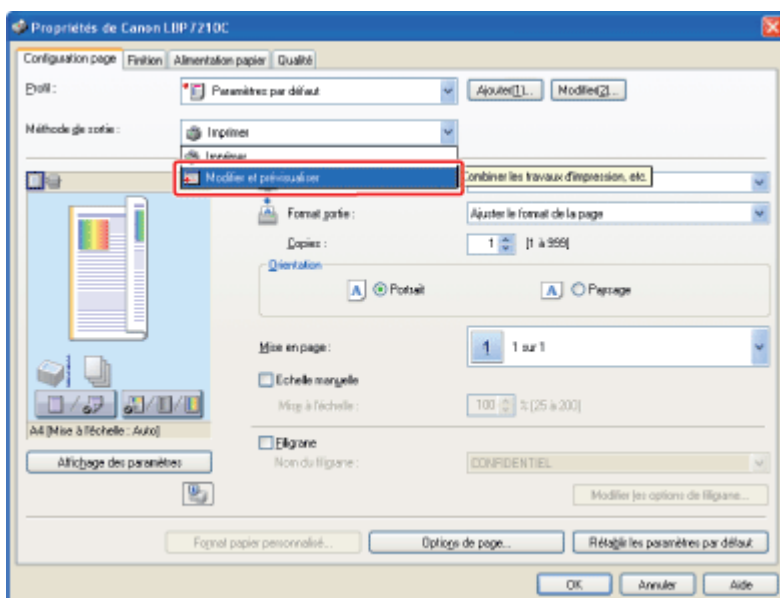 Propriétés de Canon LBP7210C
Configuration page Finition Alimentation papier Qualité
Profil : Paramètres par défaut Ajouter(1)... Modifier(2)...
Méthode de sortie : Imprimer
Imprimer
Modifier et prévisualiser Combiner les travaux d'impression, etc.
Format sortie : Ajuster le format de la page
Copies : 1 [1 à 999]
Orientation
A Portrait A Paysage
Mise en page : 1 1 sur 1
Echelle manuelle
Mise à l'échelle : 100 % [25 à 200]
A4 [Mise à l'échelle : Auto]
Filigrane
Affichage des paramètres Nom du filigrane : CONFIDENTIEL
Modifier les options de filigrane...
Format papier personnalisé... Options de page... Rétablir les paramètres par défaut
OK Annuler Aide